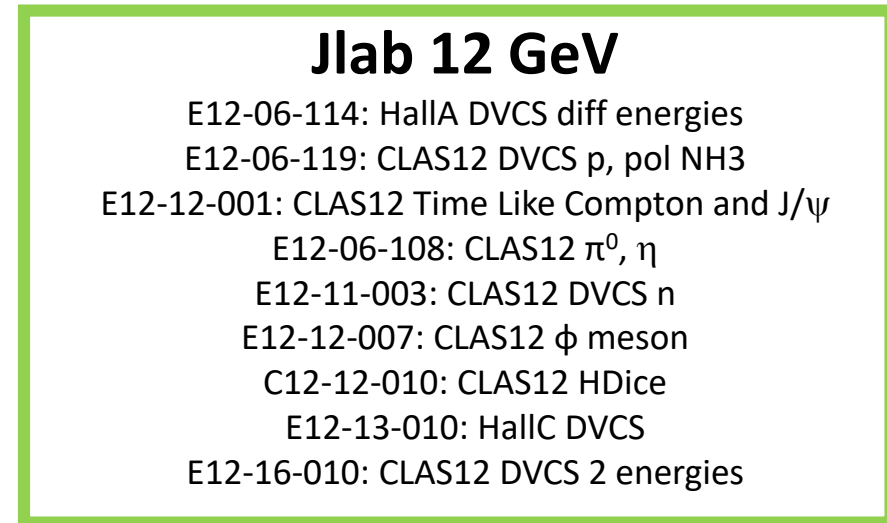 Jlab 12 GeV
E12-06-114: HallA DVCS diff energies
E12-06-119: CLAS12 DVCS p, pol NH3
E12-12-001: CLAS12 Time Like Compton and J/ψ
E12-06-108: CLAS12 π⁰, η
E12-11-003: CLAS12 DVCS n
E12-12-007: CLAS12 ϕ meson
C12-12-010: CLAS12 HDice
E12-13-010: HallC DVCS
E12-16-010: CLAS12 DVCS 2 energies